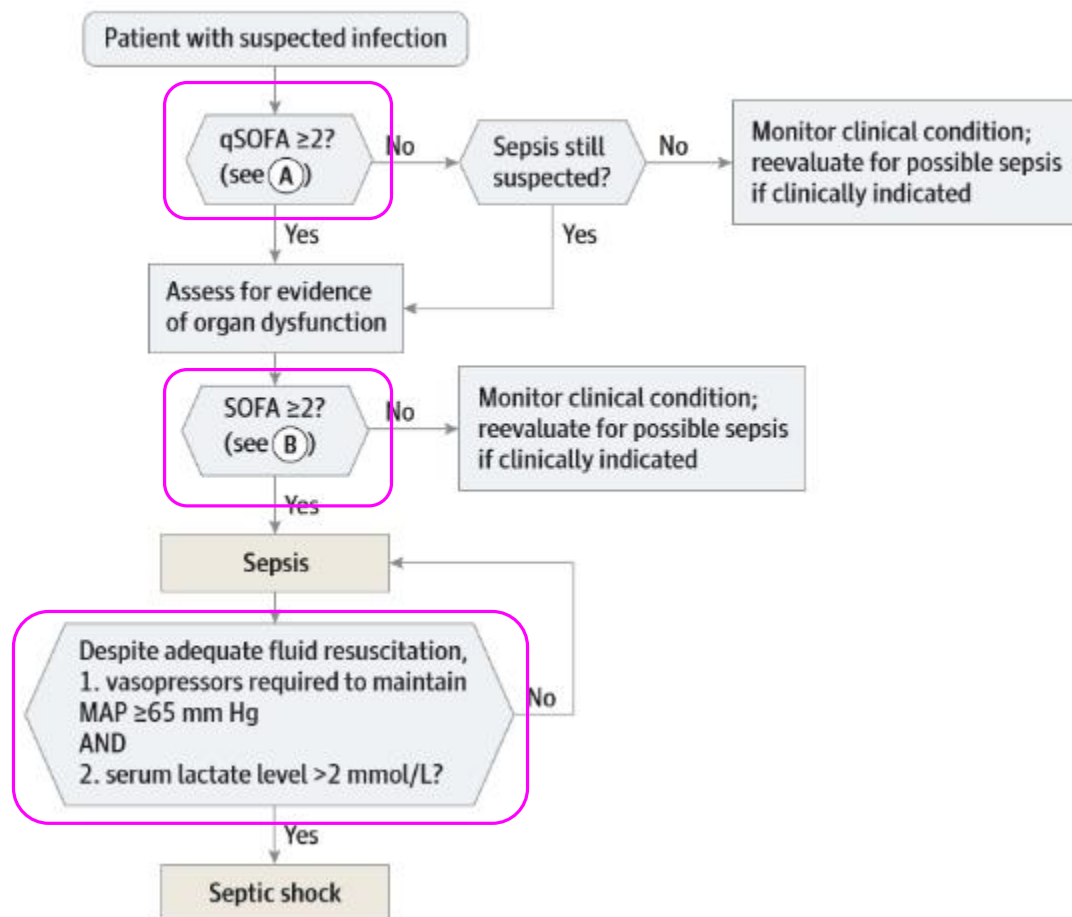 Patient with suspected infection
qSOFA ≥2?
(see A)
No
Sepsis still
suspected?
No
Monitor clinical condition;
reevaluate for possible sepsis
if clinically indicated
Yes
Yes
Assess for evidence
of organ dysfunction
SOFA ≥2?
(see B)
No
Monitor clinical condition;
reevaluate for possible sepsis
if clinically indicated
Yes
Sepsis
Despite adequate fluid resuscitation,
1. vasopressors required to maintain
MAP ≥65 mm Hg
AND
2. serum lactate level >2 mmol/L?
No
Yes
Septic shock